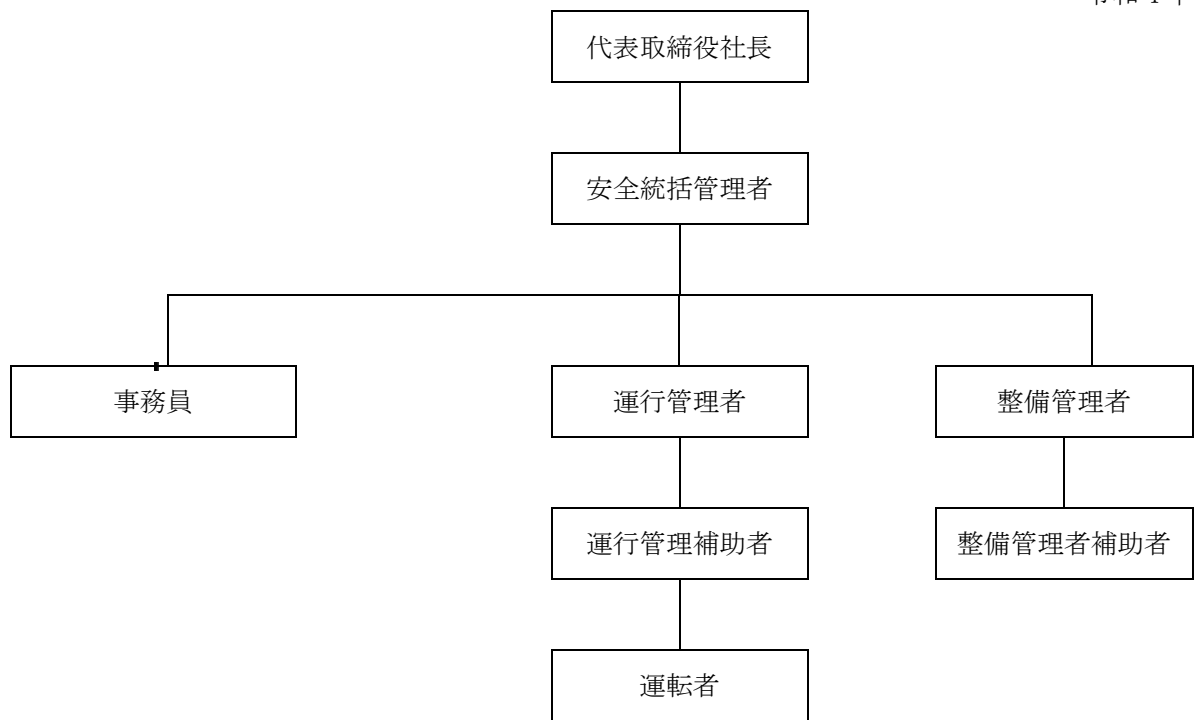 代表取締役社長
安全統括管理者
事務員
運行管理者
整備管理者
運行管理補助者
整備管理者補助者
運転者